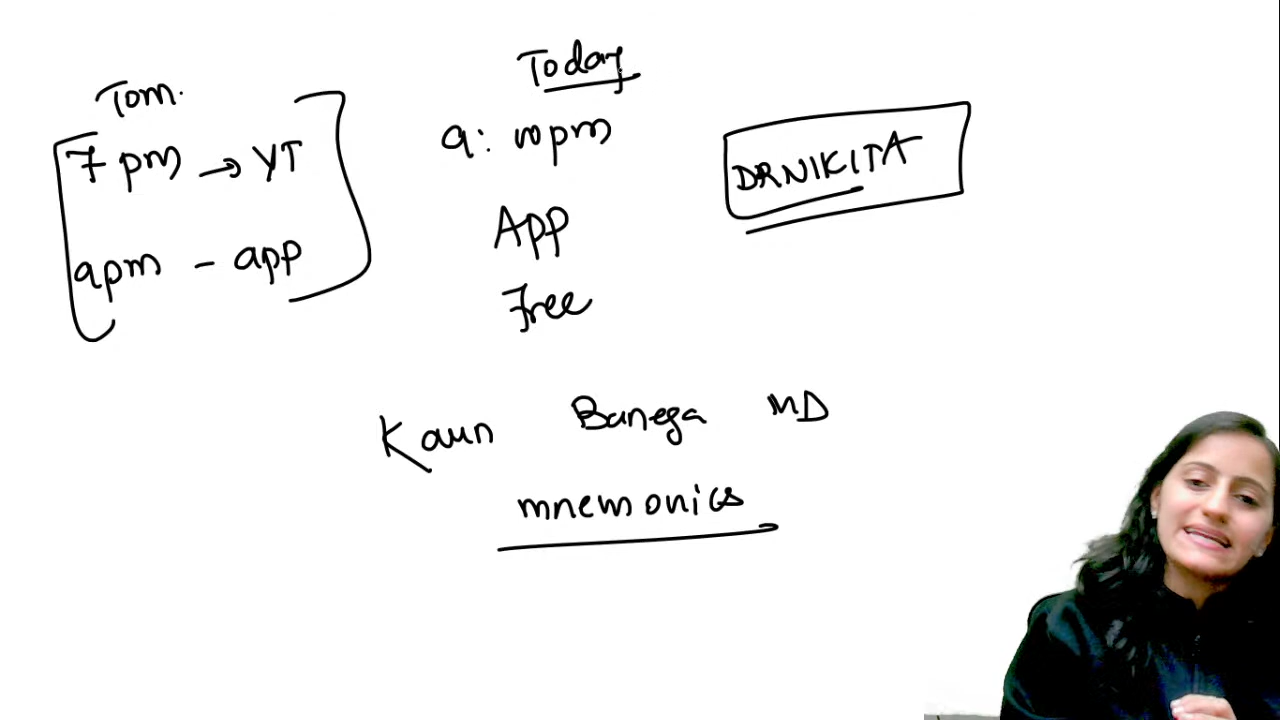 Tom.
7 pm → YT
9pm - app
Today
9: 00pm
App
Free
DRNIKITA
Kaun Banega MD
mnemonics